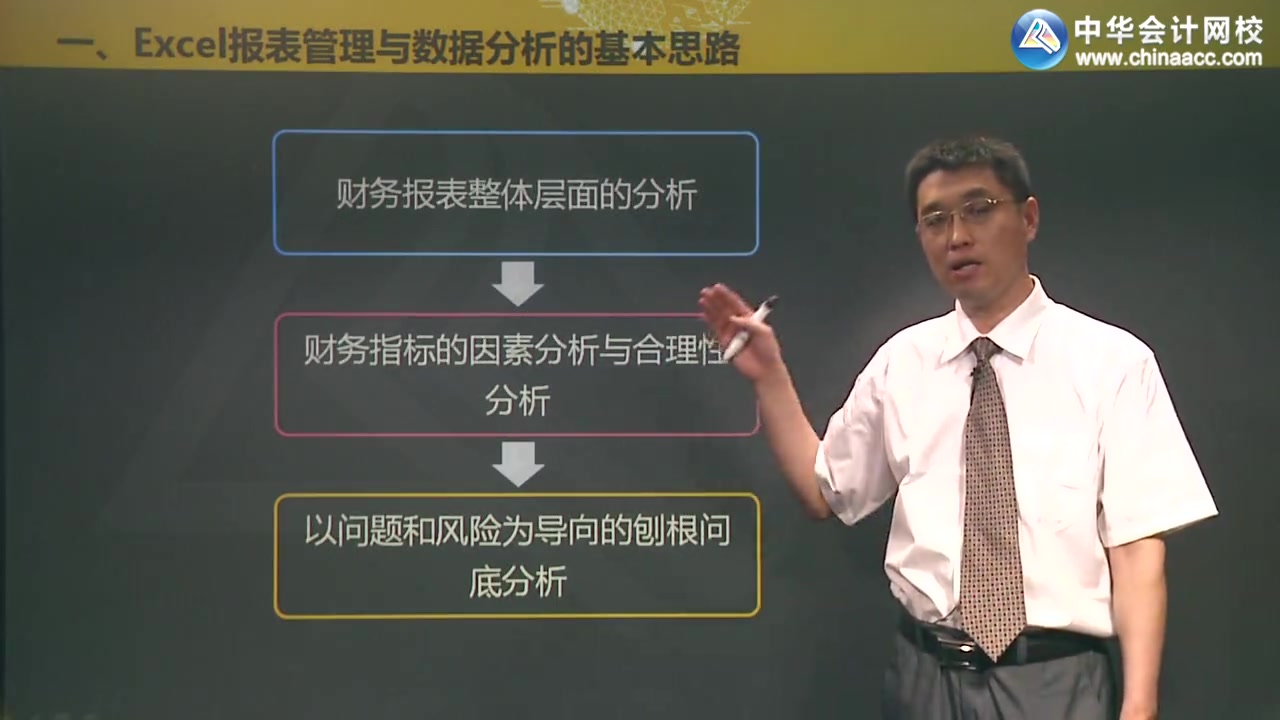 一、Excel报表管理与数据分析的基本思路
中华会计网校
www.chinaacc.com
财务报表整体层面的分析
财务指标的因素分析与合理性
分析
以问题和风险为导向的刨根问
底分析